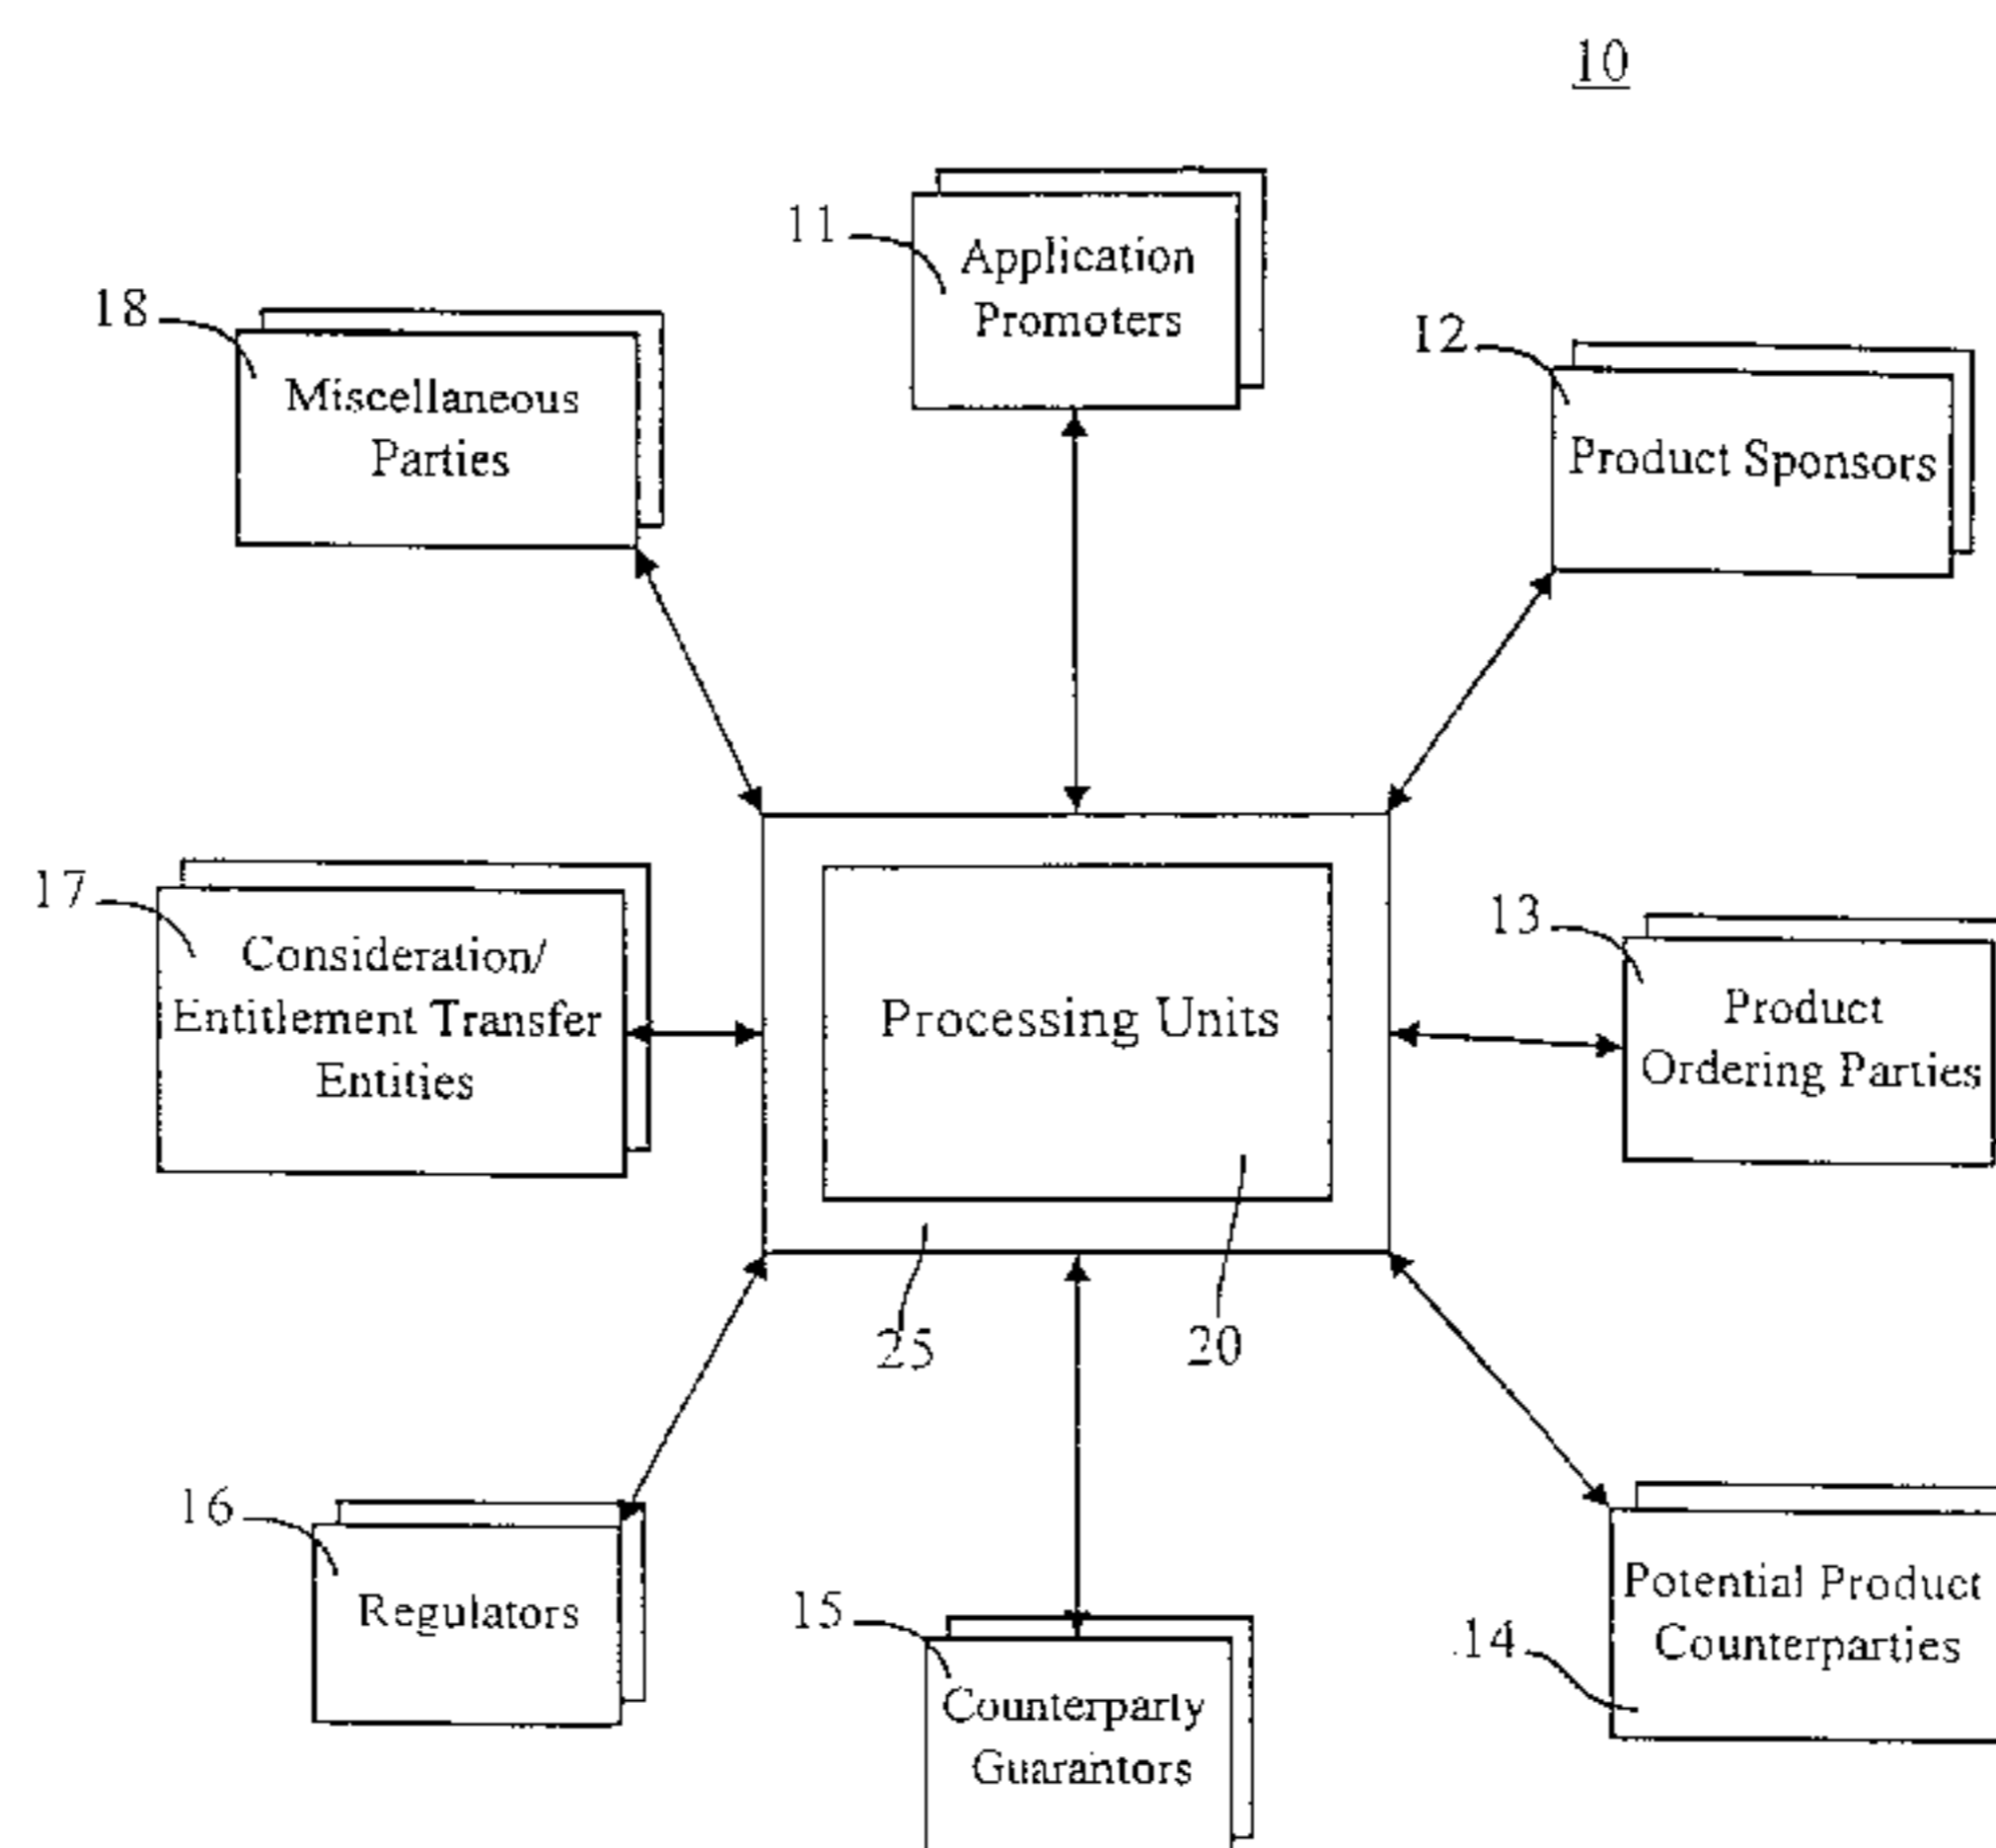 10
11
Application
Promoters
18
Miscellaneous
Parties
12
Product Sponsors
17
Consideration/
Entitlement Transfer
Entities
Processing Units
13
Product
Ordering Parties
25
20
16
Regulators
15
Counterparty
Guarantors
14
Potential Product
Counterparties